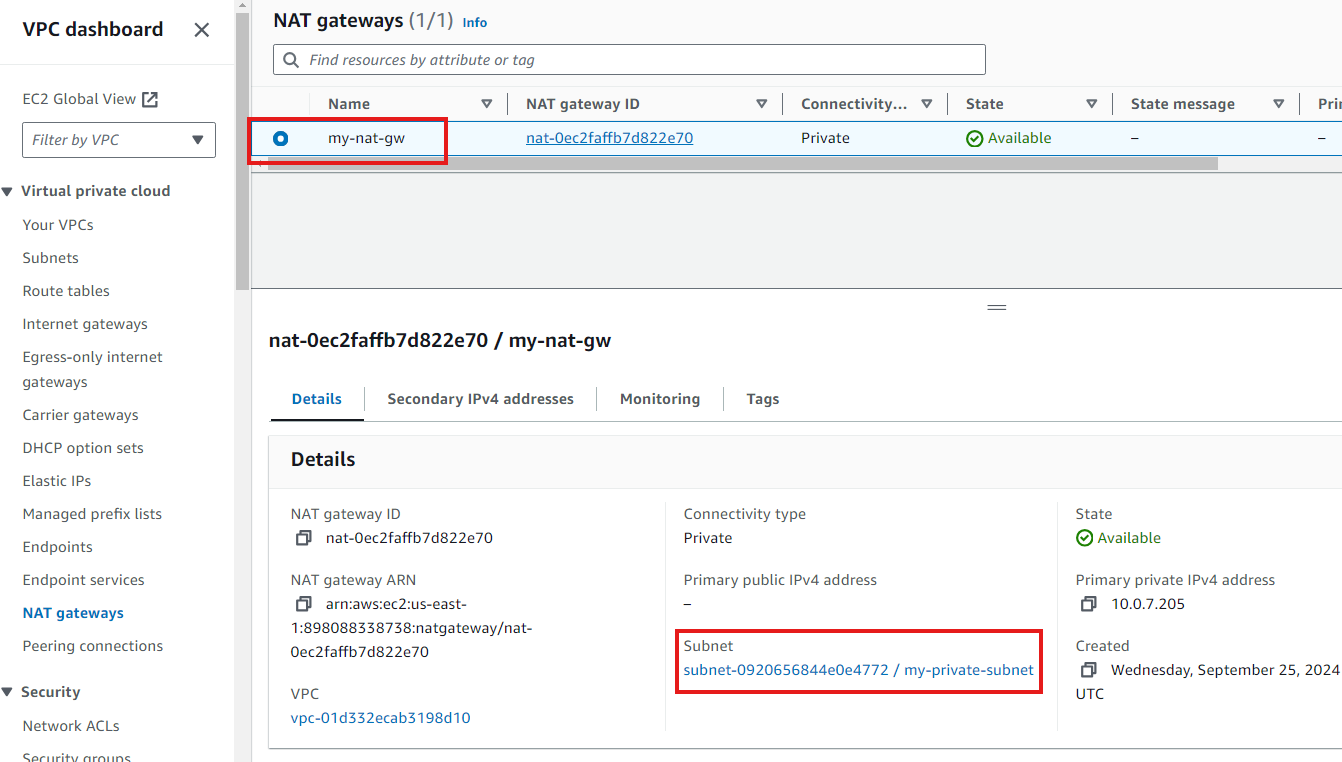 VPC dashboard
EC2 Global View
Filter by VPC
Virtual private cloud
Your VPCs
Subnets
Route tables
Internet gateways
Egress-only internet
gateways
Carrier gateways
DHCP option sets
Elastic IPs
Managed prefix lists
Endpoints
Endpoint services
NAT gateways
Peering connections
Security
Network ACLs
Security groups
NAT gateways (1/1) Info
Find resources by attribute or tag
Name NAT gateway ID Connectivity... State State message Prin
my-nat-gw nat-0ec2faffb7d822e70 Private Available – –
nat-0ec2faffb7d822e70 / my-nat-gw
Details Secondary IPv4 addresses Monitoring Tags
Details
NAT gateway ID
nat-0ec2faffb7d822e70
NAT gateway ARN
arn:aws:ec2:us-east-
1:898088338738:natgateway/nat-
0ec2faffb7d822e70
VPC
vpc-01d332ecab3198d10
Connectivity type
Private
Primary public IPv4 address
–
Subnet
subnet-0920656844e0e4772 / my-private-subnet
State
Available
Primary private IPv4 address
10.0.7.205
Created
Wednesday, September 25, 2024
UTC